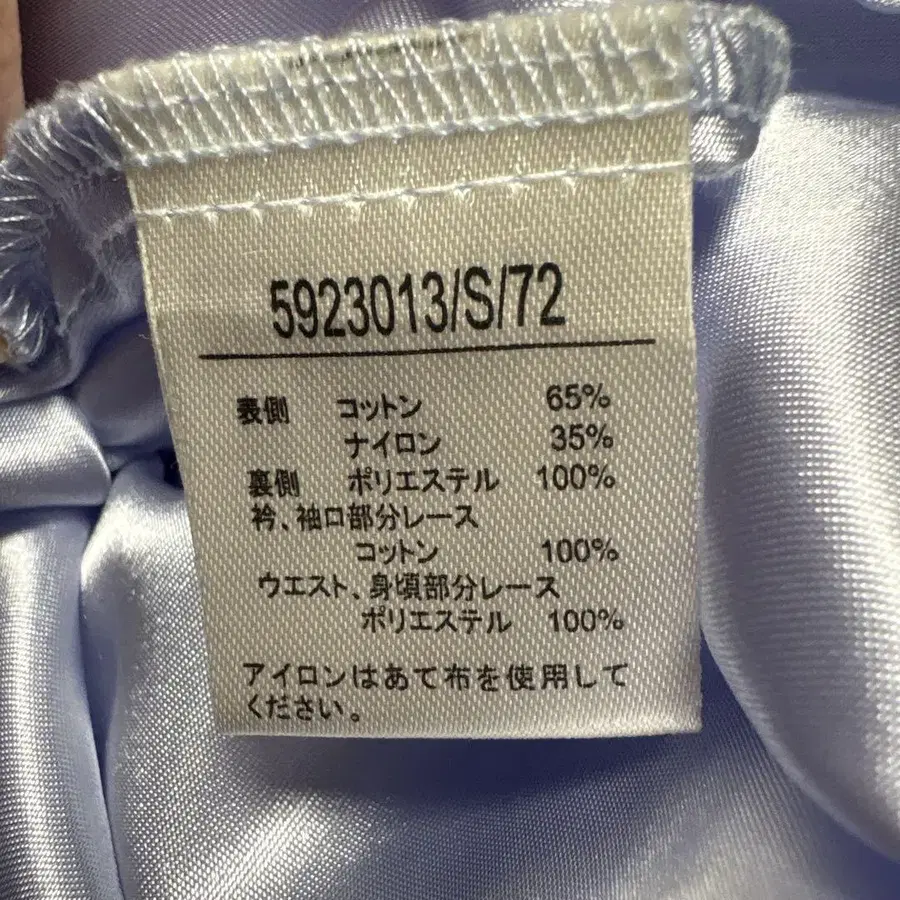 5923013/S/72
表側 コットン 65%
ナイロン 35%
裏側 ポリエステル 100%
衿、袖口部分レース
コットン 100%
ウエスト、身頃部分レース
ポリエステル 100%
アイロンはあて布を使用して
ください。